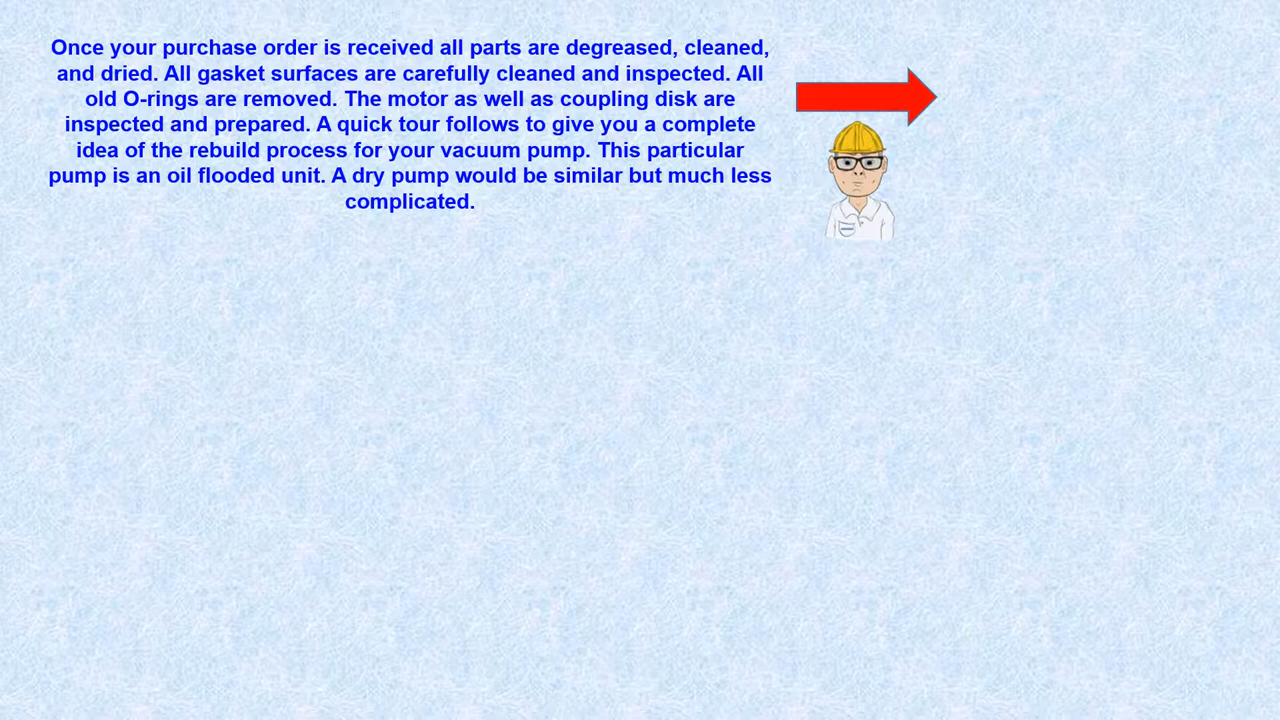 Once your purchase order is received all parts are degreased, cleaned,
and dried. All gasket surfaces are carefully cleaned and inspected. All
old O-rings are removed. The motor as well as coupling disk are
inspected and prepared. A quick tour follows to give you a complete
idea of the rebuild process for your vacuum pump. This particular
pump is an oil flooded unit. A dry pump would be similar but much less
complicated.